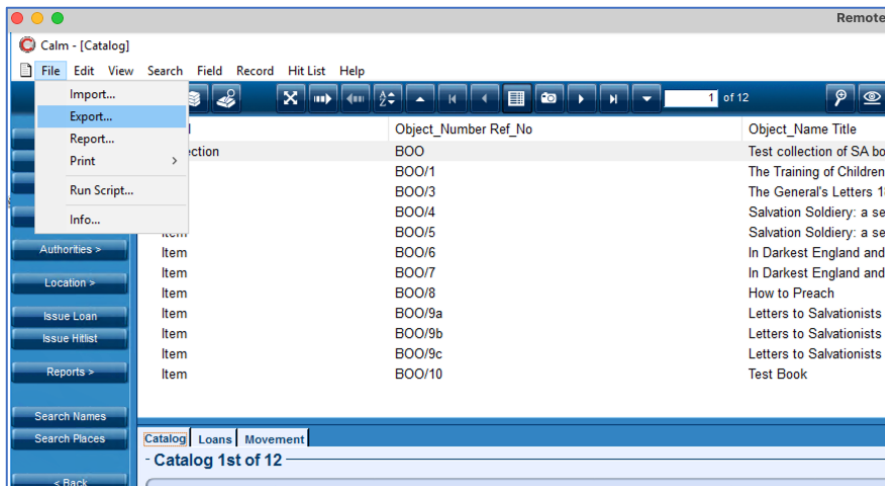 Remote
Calm - [Catalog]
File Edit View Search Field Record Hit List Help
Import...
Export...
Report...
Print >
Run Script...
Info...
1 of 12
Object_Number Ref_No Object_Name Title
ection BOO Test collection of SA bo
BOO/1 The Training of Children
BOO/3 The General's Letters 1
BOO/4 Salvation Soldiery: a se
Item BOO/5 Salvation Soldiery: a se
Item BOO/6 In Darkest England and
Item BOO/7 In Darkest England and
Item BOO/8 How to Preach
Item BOO/9a Letters to Salvationists
Item BOO/9b Letters to Salvationists
Item BOO/9c Letters to Salvationists
Item BOO/10 Test Book
Authorities >
Location >
Issue Loan
Issue Hitlist
Reports >
Search Names
Search Places
< Back
Catalog Loans Movement
- Catalog 1st of 12